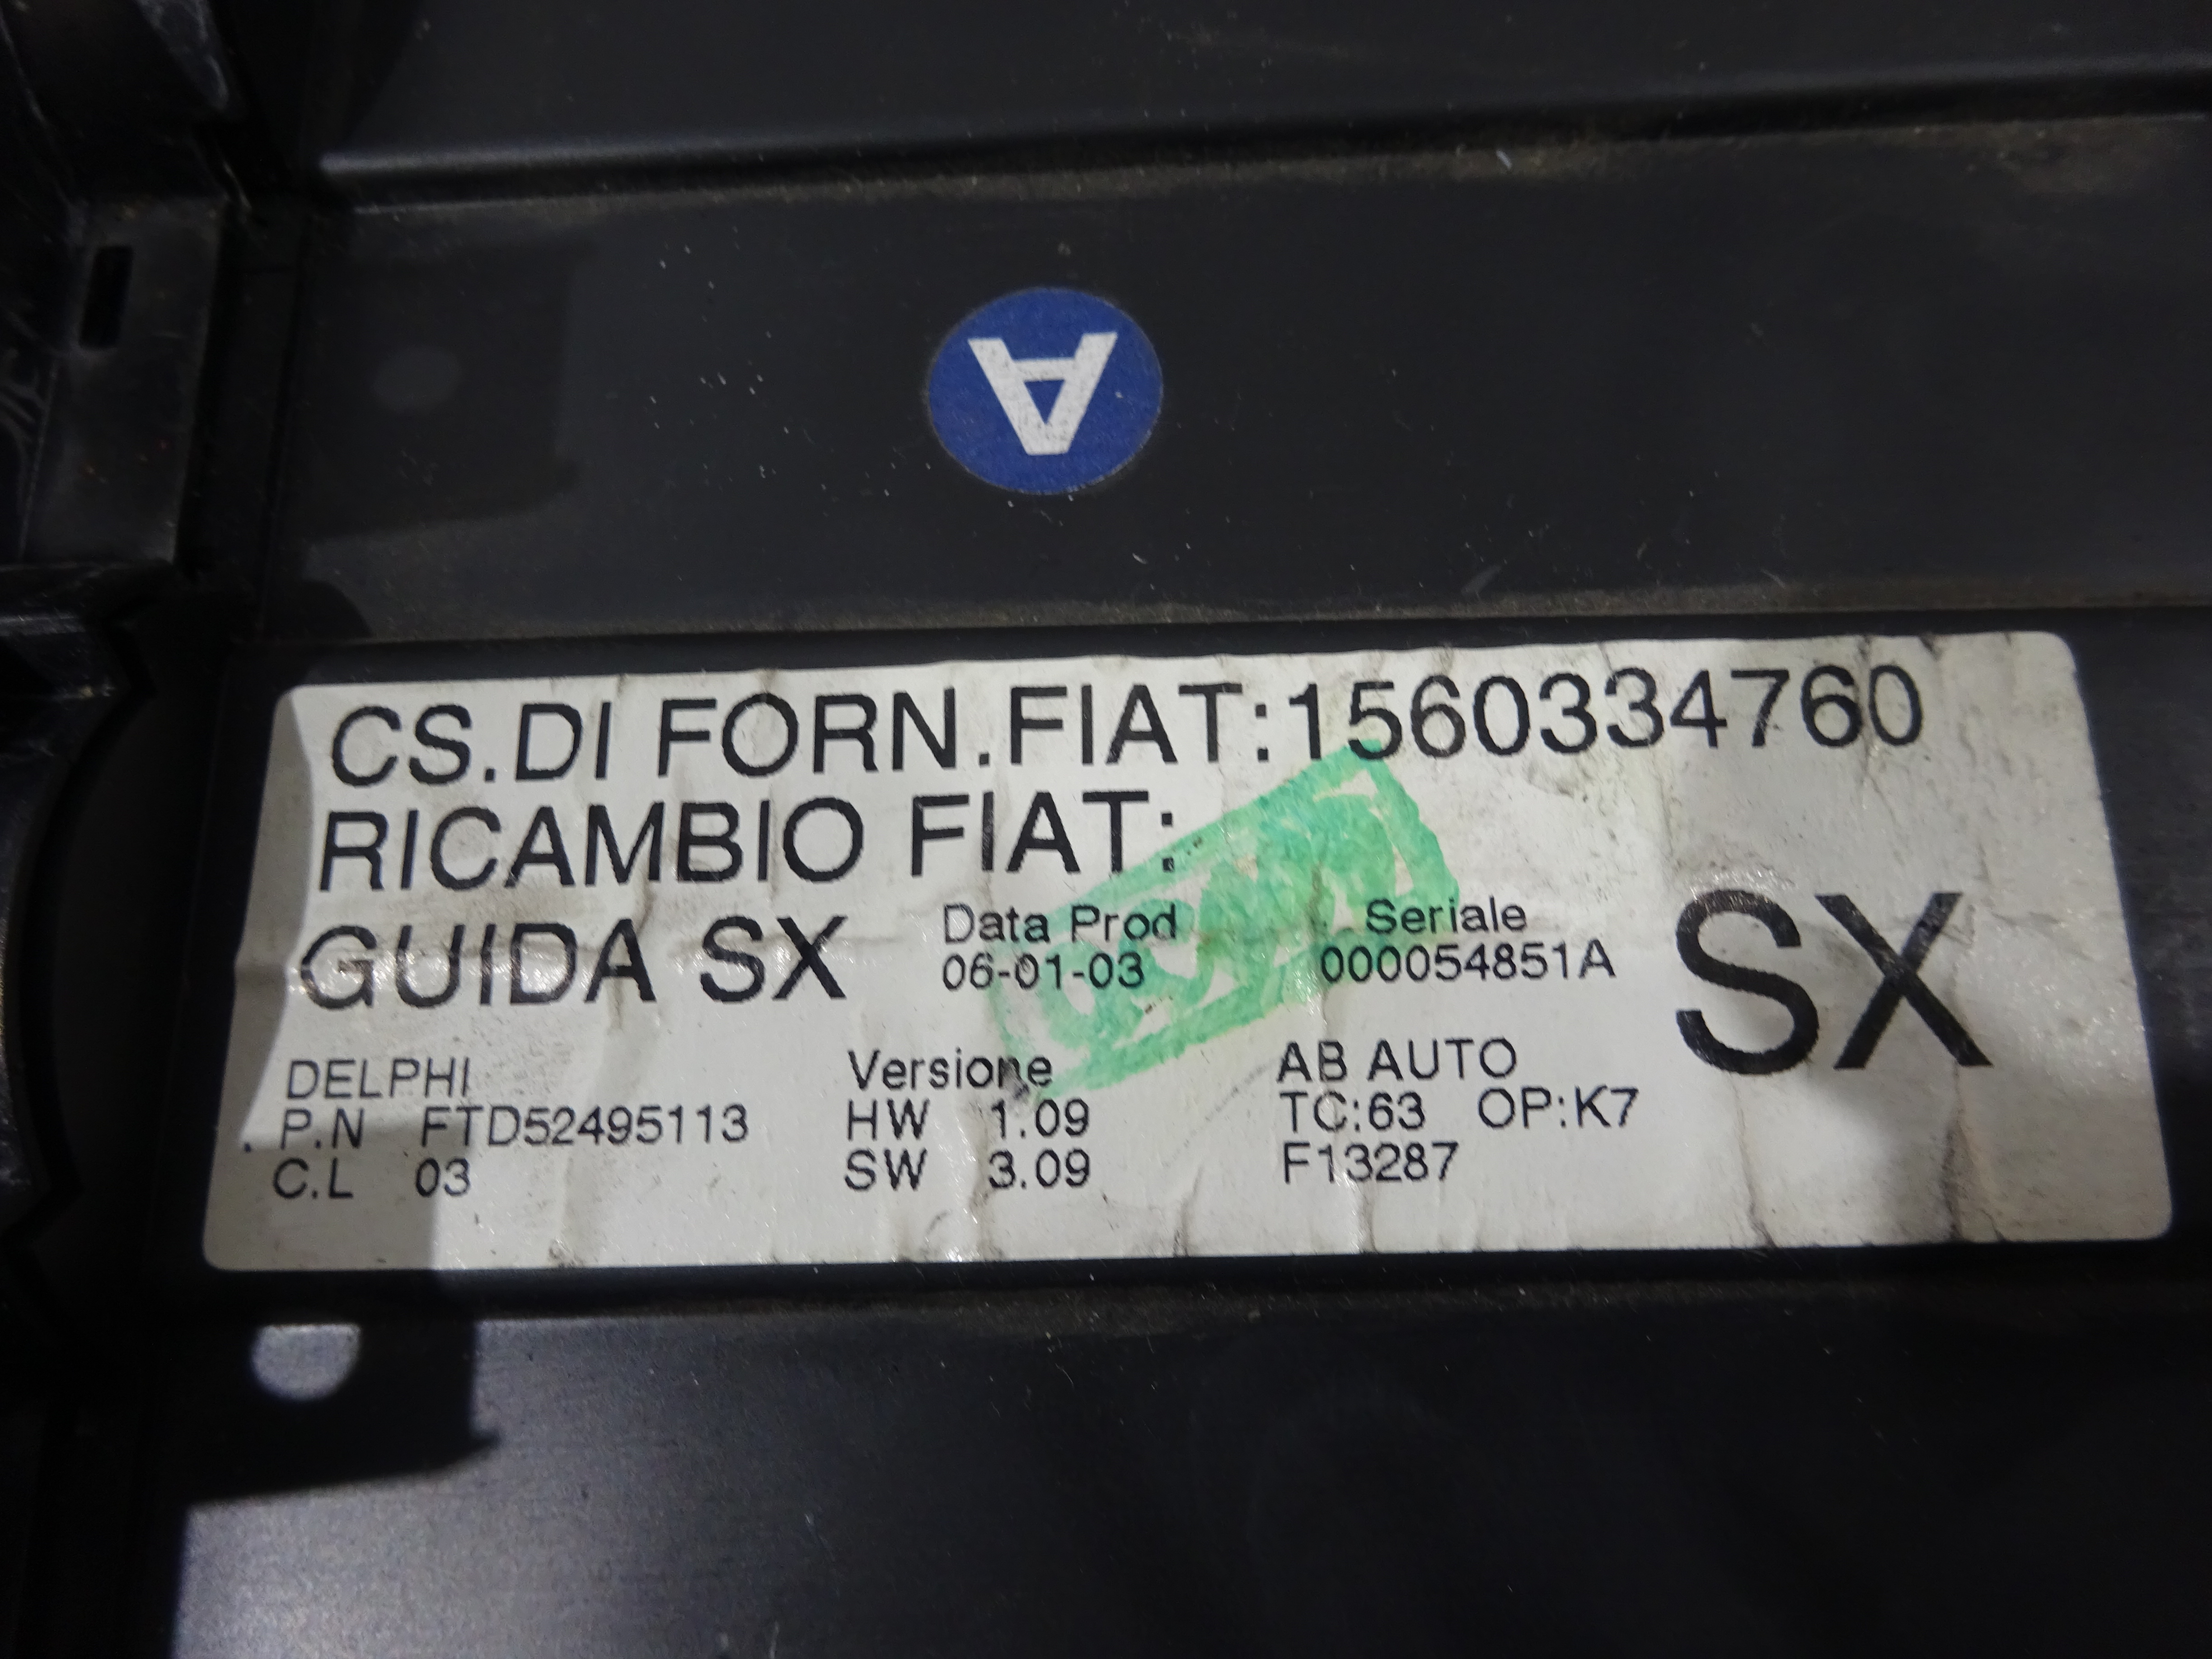 A
CS.DI FORN.FIAT:1560334760
RICAMBIO FIAT:
GUIDA SX
Data Prod
06-01-03
Seriale
000054851A
SX
DELPHI
P.N FTD52495113
C.L 03
Versione
HW 1.09
SW 3.09
AB AUTO
TC:63 OP:K7
F13287